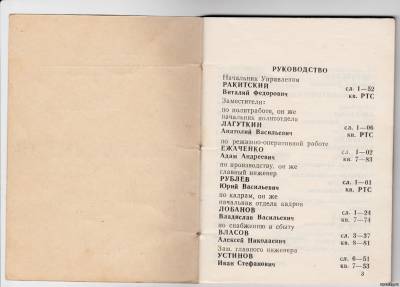 РУКОВОДСТВО
Начальник Управления
РАКИТСКИЙ сл. 1—52
Виталий Федорович кв. РТС
Заместители:
по политработе, он же
начальник политотдела
ЛАГУТКИН сл. 1—06
Анатолий Васильевич кв. РТС
по режимно-оперативной работе
ЕЖАЧЕНКО сл. 1—02
Адам Андреевич кв. 7—83
по производству, он же
главный инженер
РУБЛЕВ сл. 1—01
Юрий Васильевич кв. РТС
по кадрам, он же
начальник отдела кадров
ЛОБАНОВ сл. 1—24
Владислав Васильевич кв. 7—74
по снабжению и сбыту
ВЛАСОВ сл. 3—37
Алексей Николаевич кв. 8—81
Зам. главного инженера
УСТИНОВ сл. 6—51
Иван Стефанович кв. 7—53
3